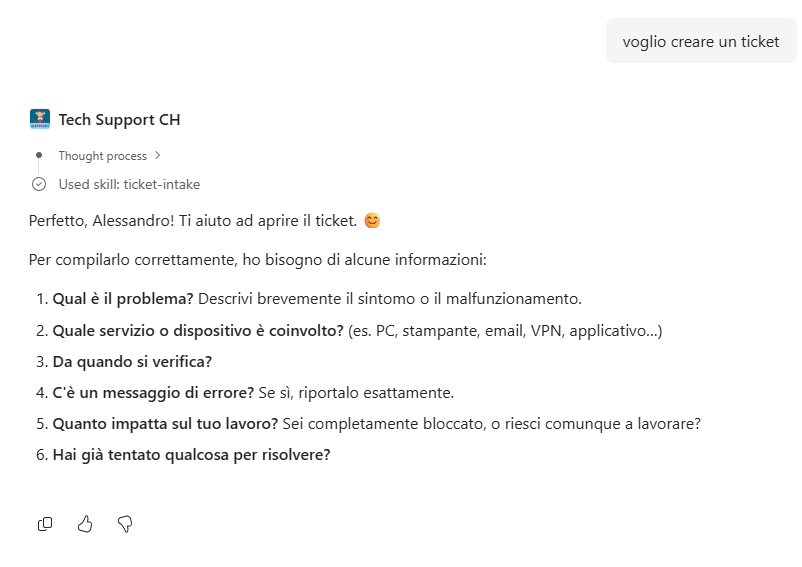 voglio creare un ticket
Tech Support CH
Thought process
Used skill: ticket-intake
Perfetto, Alessandro! Ti aiuto ad aprire il ticket. 😊
Per compilarlo correttamente, ho bisogno di alcune informazioni:
1. Qual è il problema? Descrivi brevemente il sintomo o il malfunzionamento.
2. Quale servizio o dispositivo è coinvolto? (es. PC, stampante, email, VPN, applicativo...)
3. Da quando si verifica?
4. C'è un messaggio di errore? Se sì, riportalo esattamente.
5. Quanto impatta sul tuo lavoro? Sei completamente bloccato, o riesci comunque a lavorare?
6. Hai già tentato qualcosa per risolvere?